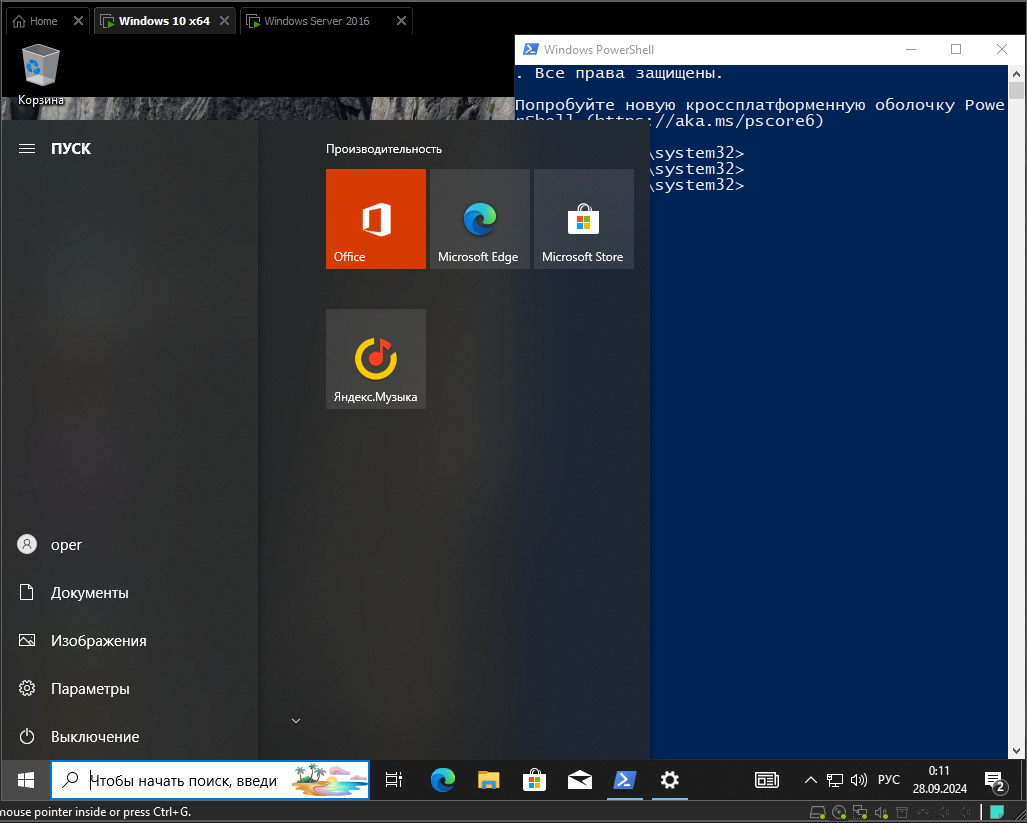 Home
Windows 10 x64
Windows Server 2016
Корзина
Windows PowerShell
. Все права защищены.
Попробуйте новую кроссплатформенную оболочку Powe
rShell (https://aka.ms/pscore6)
\system32>
\system32>
\system32>
ПУСК
Производительность
Office
Microsoft Edge
Microsoft Store
Яндекс.Музыка
oper
Документы
Изображения
Параметры
Выключение
Чтобы начать поиск, введи
РУС
0:11
28.09.2024
2
mouse pointer inside or press Ctrl+G.